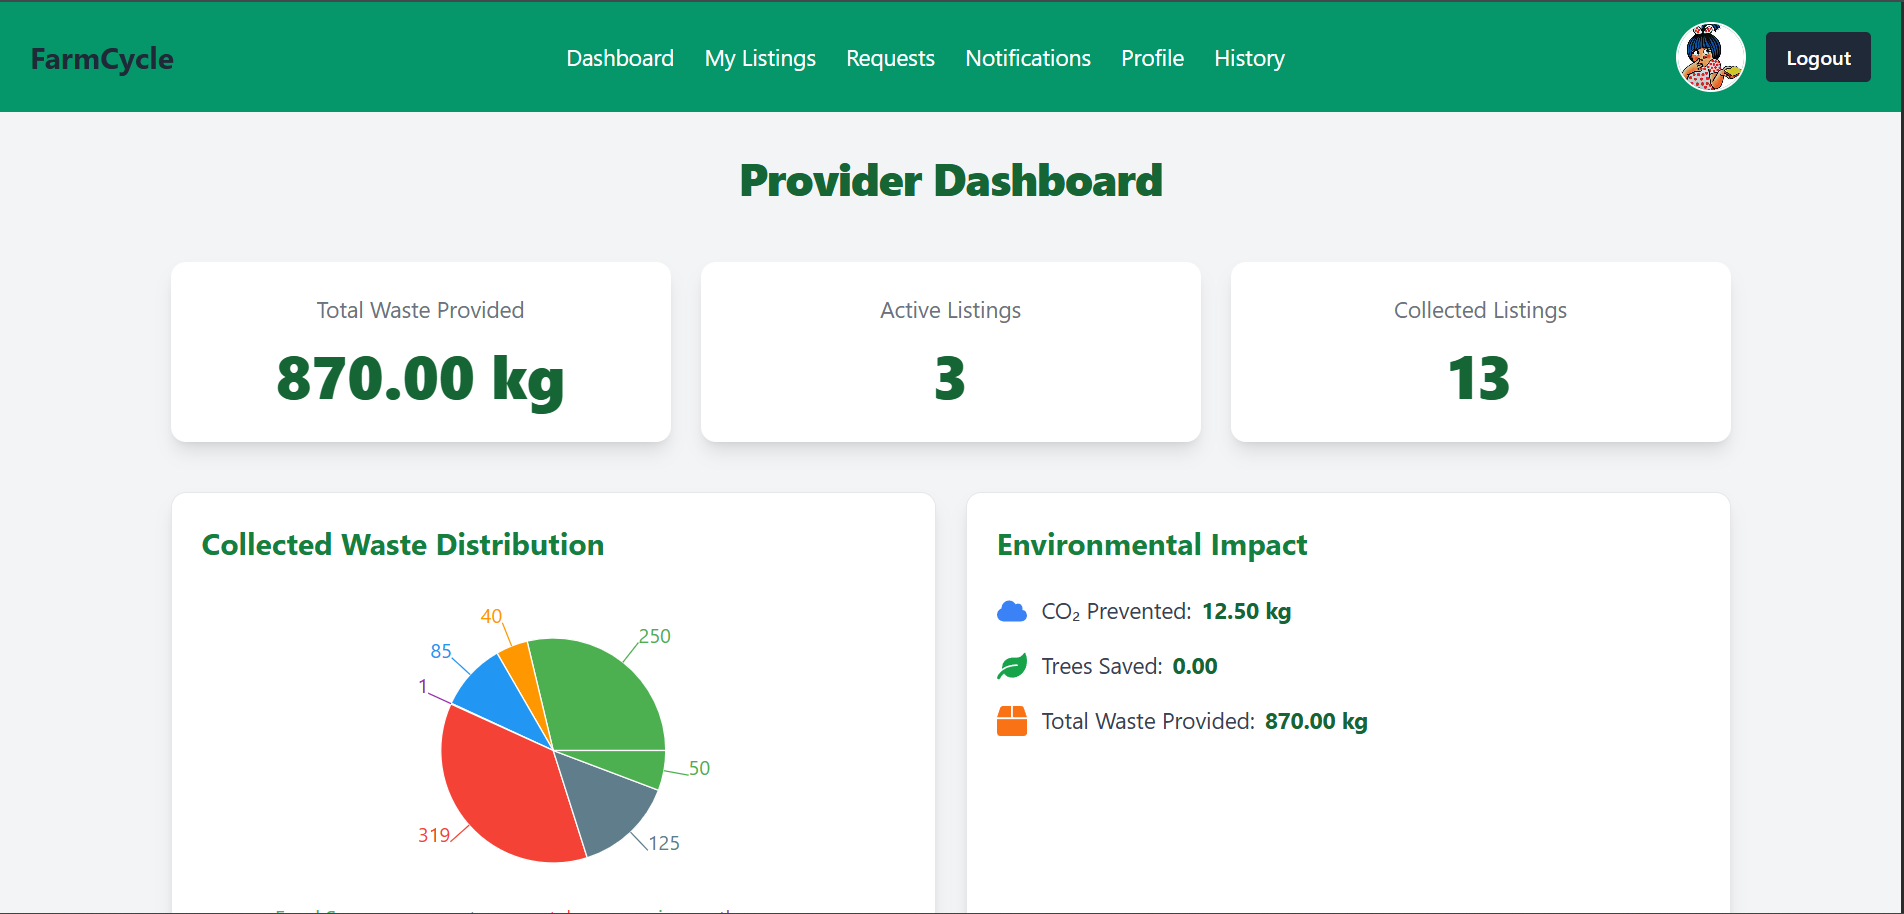 FarmCycle
Dashboard My Listings Requests Notifications Profile History
Logout
Provider Dashboard
Total Waste Provided
870.00 kg
Active Listings
3
Collected Listings
13
Collected Waste Distribution
40
250
85
1
50
319
125
Environmental Impact
CO₂ Prevented: 12.50 kg
Trees Saved: 0.00
Total Waste Provided: 870.00 kg